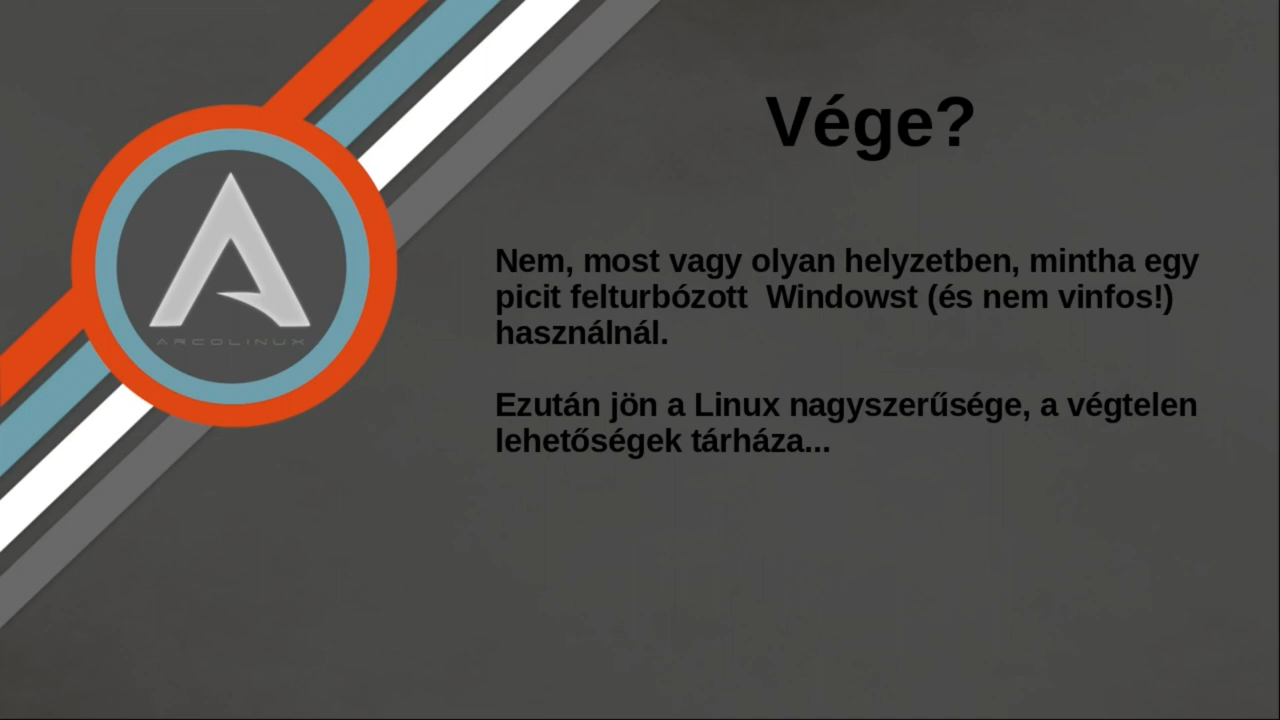 Vége?
ARCOLINUX
Nem, most vagy olyan helyzetben, mintha egy
picit felturbózott  Windowst (és nem vinfos!)
használnál.
Ezután jön a Linux nagyszerűsége, a végtelen
lehetőségek tárháza...